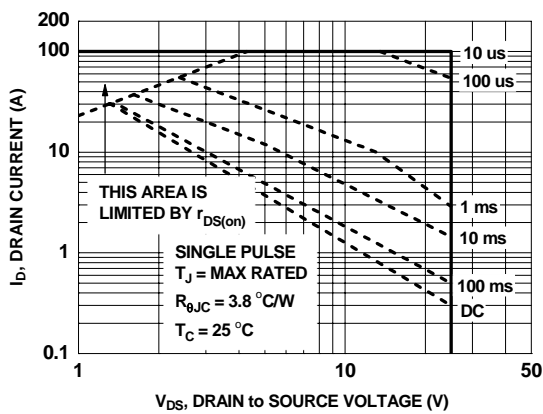 200
100
10
1
0.1
I_D, DRAIN CURRENT (A)
10 us
100 us
1 ms
10 ms
100 ms
DC
THIS AREA IS
LIMITED BY r_DS(on)
SINGLE PULSE
T_J = MAX RATED
R_θJC = 3.8 °C/W
T_C = 25 °C
1
10
50
V_DS, DRAIN to SOURCE VOLTAGE (V)